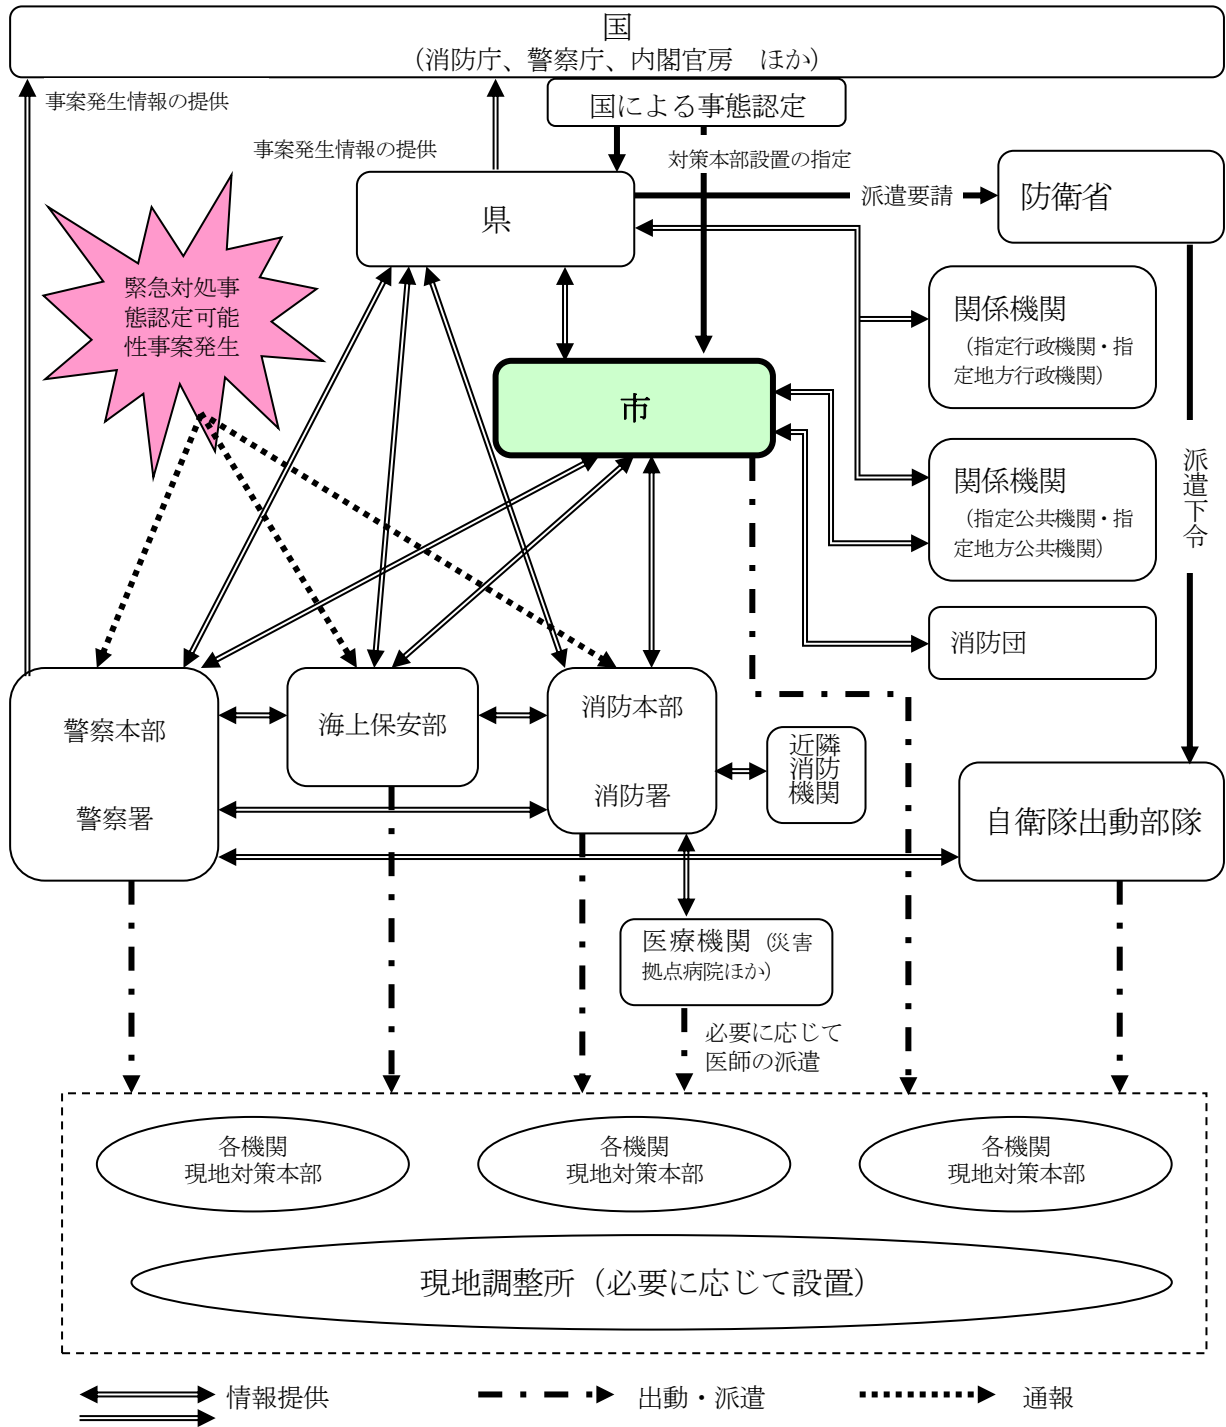 国
（消防庁、警察庁、内閣官房　ほか）
事案発生情報の提供
国による事態認定
事案発生情報の提供
対策本部設置の指定
県
派遣要請
防衛省
緊急対処事
態認定可能
性事案発生
関係機関
（指定行政機関・指
定地方行政機関）
市
関係機関
（指定公共機関・指
定地方公共機関）
派遣下令
消防団
警察本部
警察署
海上保安部
消防本部
消防署
近隣
消防
機関
自衛隊出動部隊
医療機関（災害
拠点病院ほか）
必要に応じて
医師の派遣
各機関
現地対策本部
各機関
現地対策本部
各機関
現地対策本部
現地調整所（必要に応じて設置）
情報提供
出動・派遣
通報